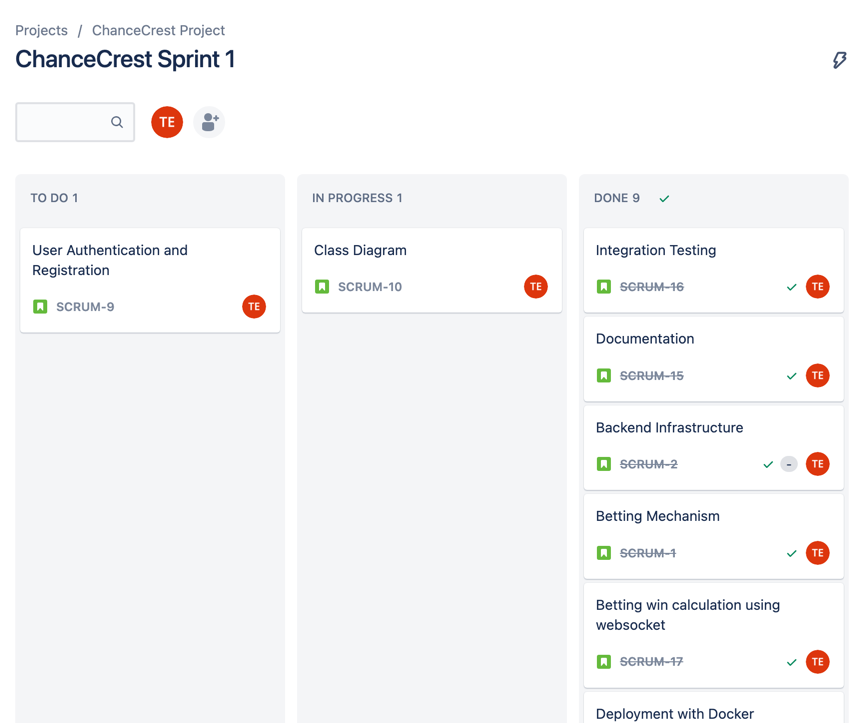 Projects / ChanceCrest Project
ChanceCrest Sprint 1
TE
TO DO 1
User Authentication and
Registration
SCRUM-9
TE
IN PROGRESS 1
Class Diagram
SCRUM-10
TE
DONE 9
Integration Testing
SCRUM-16
TE
Documentation
SCRUM-15
TE
Backend Infrastructure
SCRUM-2
-
TE
Betting Mechanism
SCRUM-1
TE
Betting win calculation using
websocket
SCRUM-17
TE
Deployment with Docker